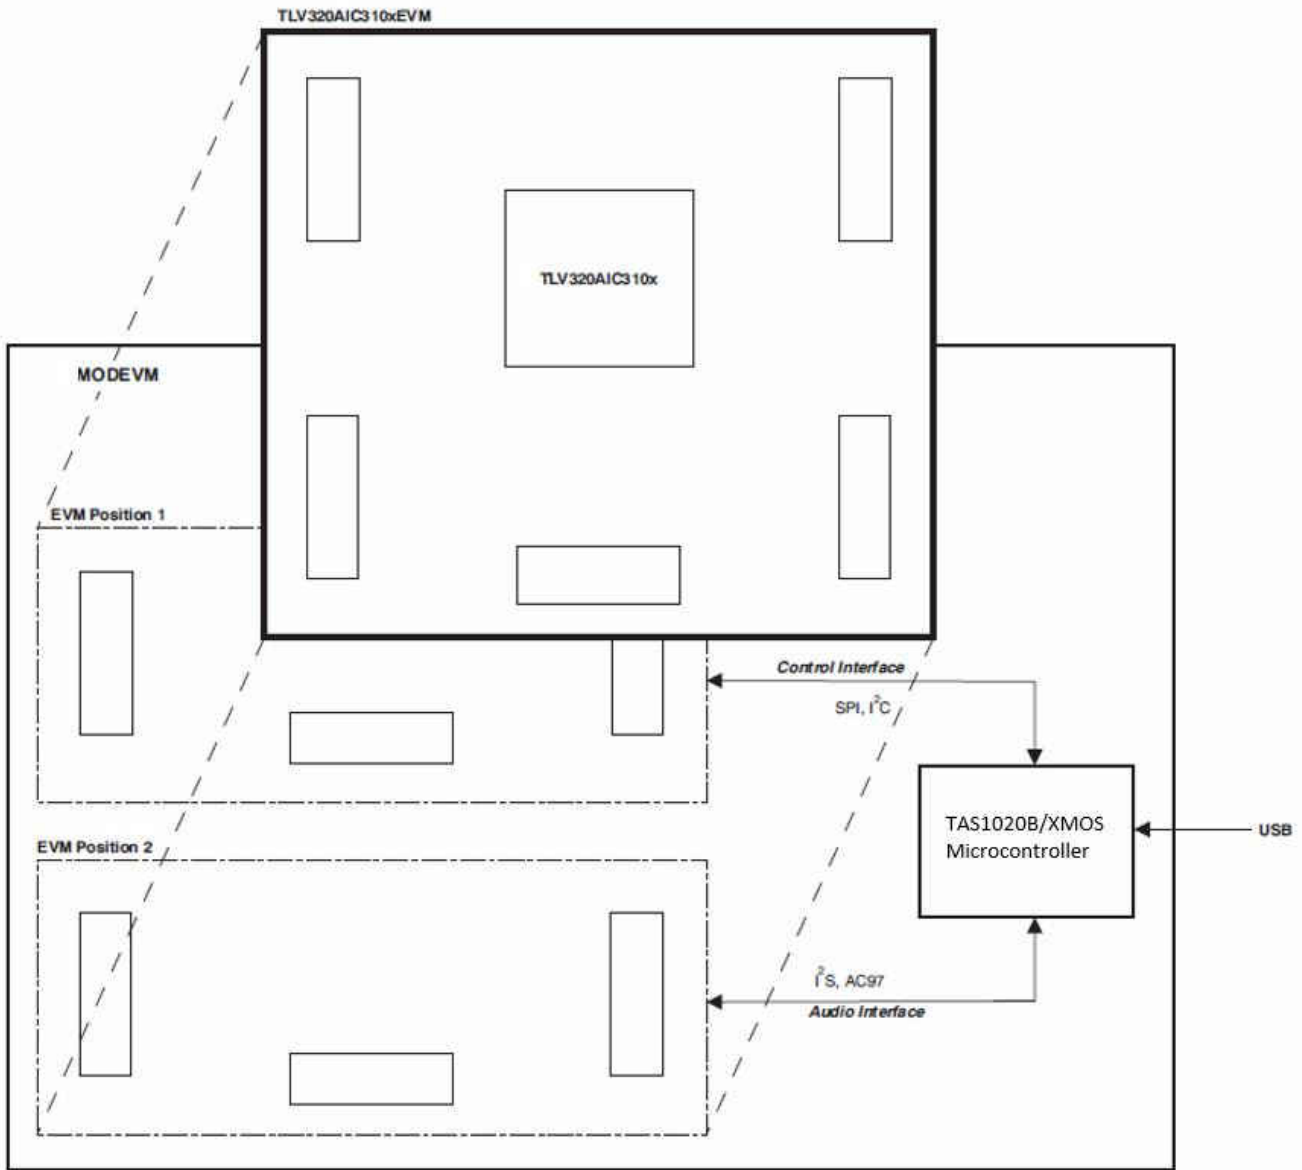 TLV320AIC310xEVM
TLV320AIC310x
MODEVM
EVM Position 1
Control Interface
SPI, I²C
TAS1020B/XMOS
Microcontroller
USB
EVM Position 2
I²S, AC97
Audio Interface